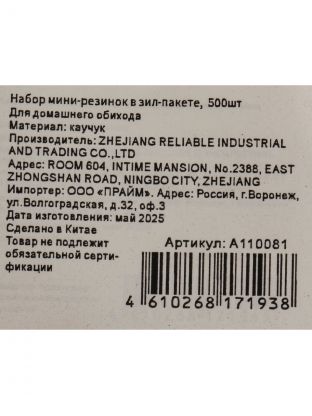 Набор мини-резинок в зип-пакете, 500шт
Для домашнего обихода
Материал: каучук
Производитель: ZHEJIANG RELIABLE INDUSTRIAL
AND TRADING CO.,LTD
Адрес: ROOM 604, INTIME MANSION, No.2388, EAST
ZHONGSHAN ROAD, NINGBO CITY, ZHEJIANG
Импортер: ООО «ПРАЙМ». Адрес: Россия, г.Воронеж,
ул.Волгоградская, д.32, оф.3
Дата изготовления: май 2025
Сделано в Китае
Товар не подлежит
обязательной серти-
фикации
Артикул: A110081
4 610268 171938